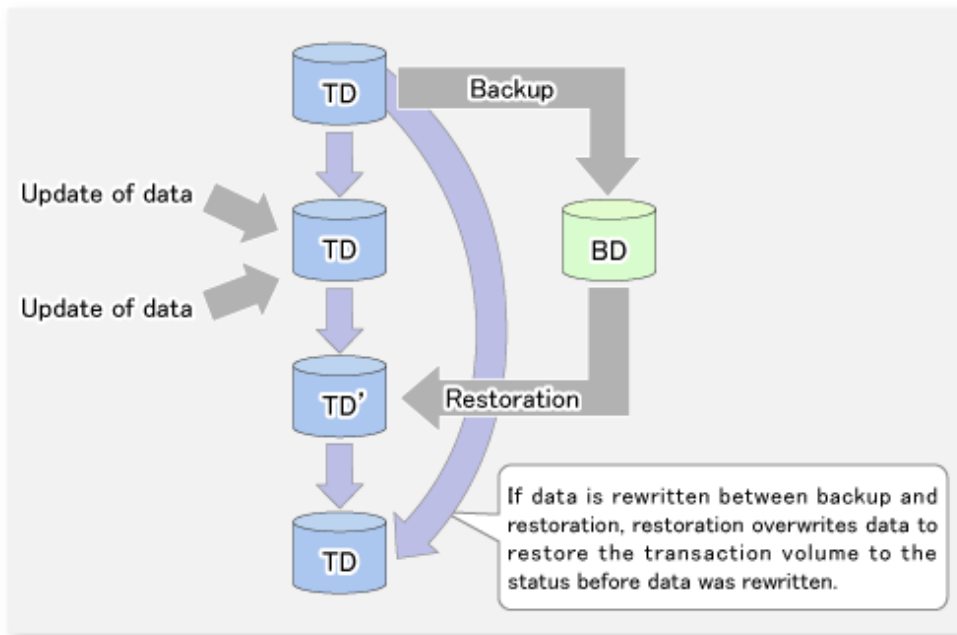 TD
Backup
Update of data
TD
BD
Update of data
TD'
Restoration
If data is rewritten between backup and
restoration, restoration overwrites data to
restore the transaction volume to the
status before data was rewritten.
TD